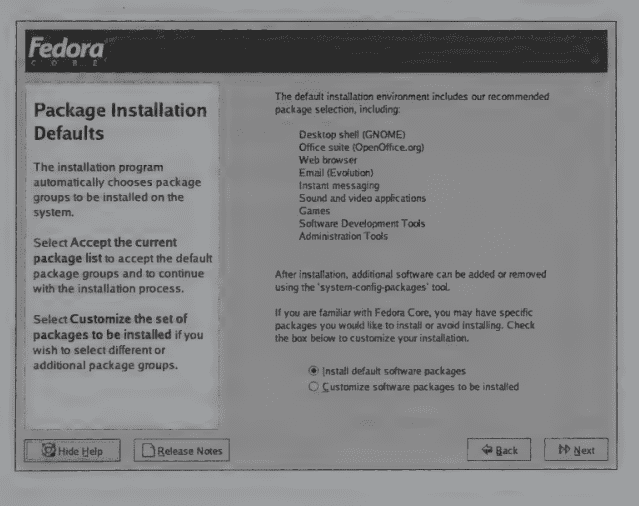 Fedora
CORE
Package Installation
Defaults
The installation program
automatically chooses package
groups to be installed on the
system.
Select Accept the current
package list to accept the default
package groups and to continue
with the installation process.
Select Customize the set of
packages to be installed if you
wish to select different or
additional package groups.
The default installation environment includes our recommended
package selection, including:
Desktop shell (GNOME)
Office suite (OpenOffice.org)
Web browser
Email (Evolution)
Instant messaging
Sound and video applications
Games
Software Development Tools
Administration Tools
After installation, additional software can be added or removed
using the 'system-config-packages' tool.
If you are familiar with Fedora Core, you may have specific
packages you would like to install or avoid installing. Check
the box below to customize your installation.
Install default software packages
Customize software packages to be installed
Hide Help
Release Notes
Back
Next